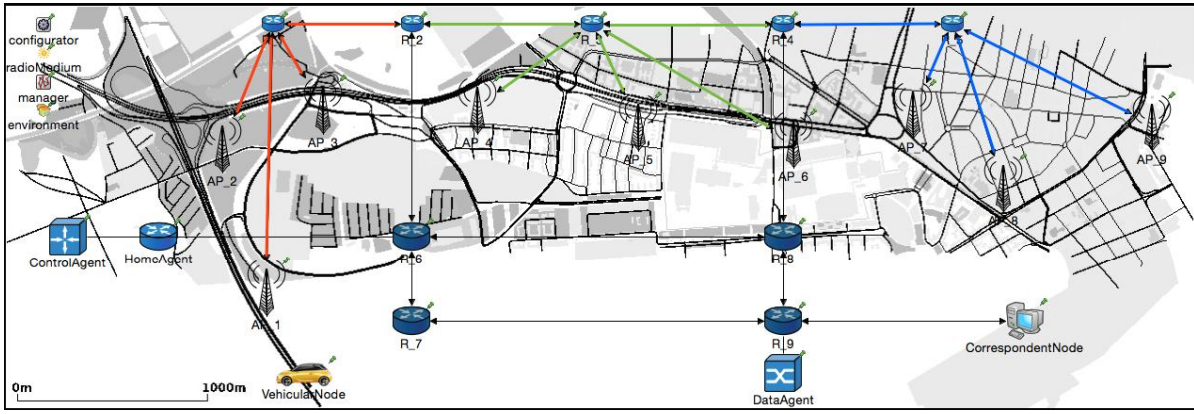 configurator
radioMedium
manager
environment
R_2
R_4
AP_1
AP_2
AP_3
AP_4
AP_5
AP_6
AP_7
AP_9
ControlAgent
HomeAgent
R_6
R_8
R_7
R_9
CorrespondentNode
VehicularNode
DataAgent
0m
1000m